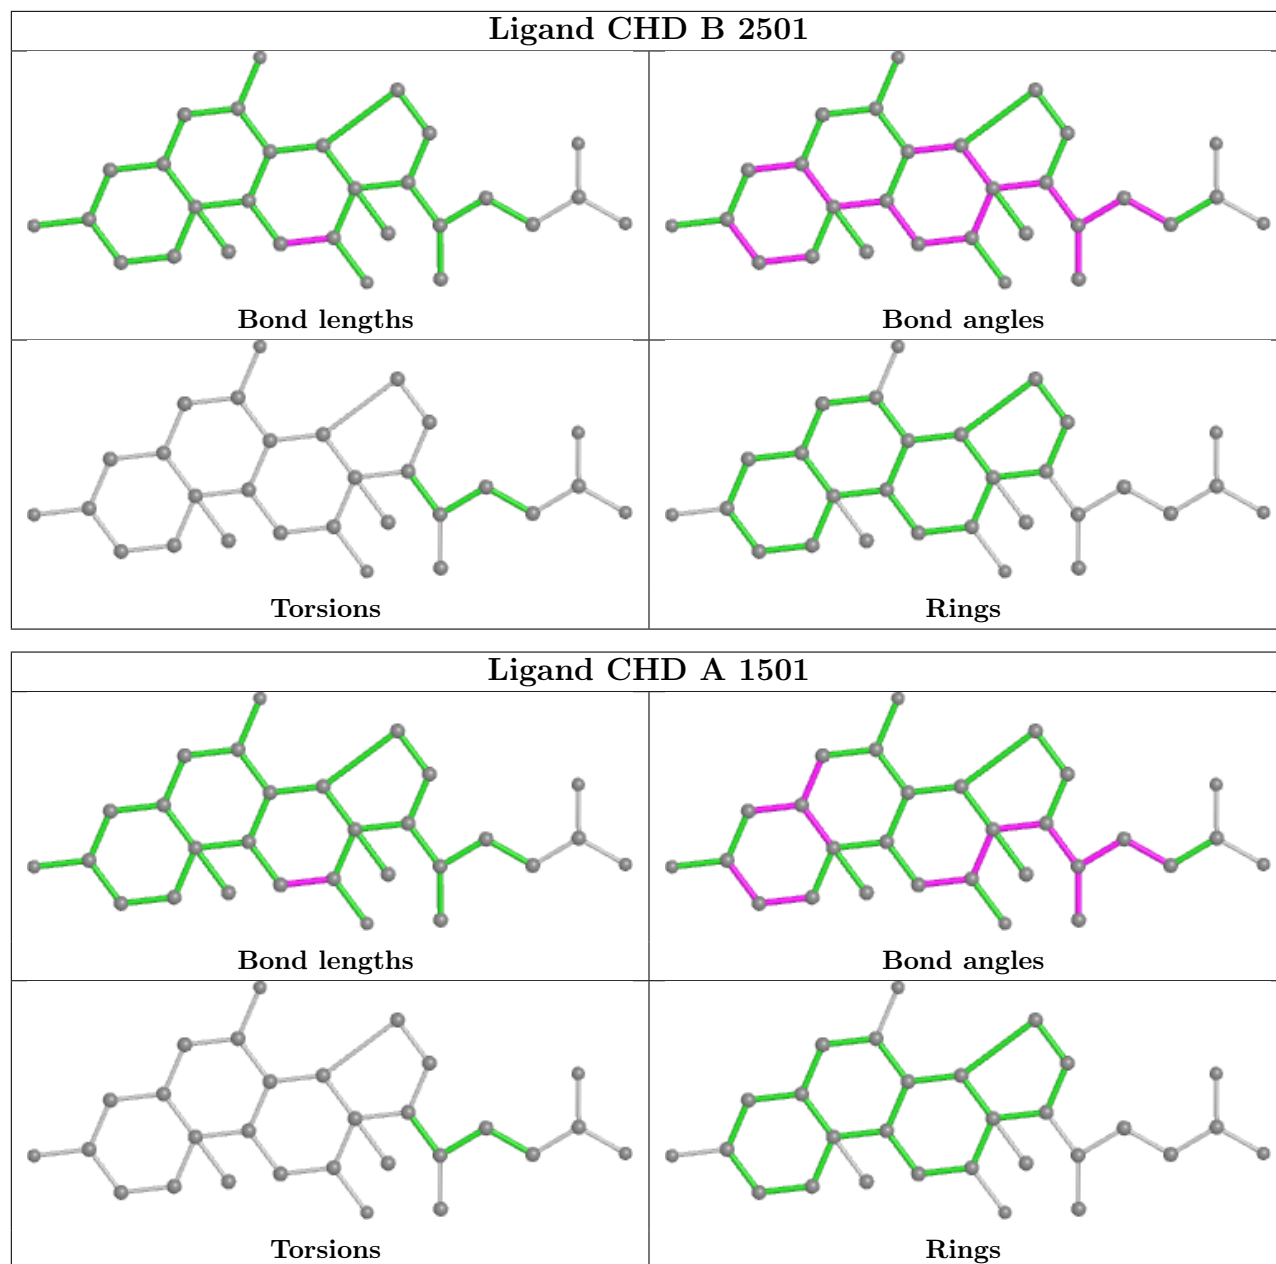 Ligand CHD B 2501
Bond lengths
Bond angles
Torsions
Rings
Ligand CHD A 1501
Bond lengths
Bond angles
Torsions
Rings